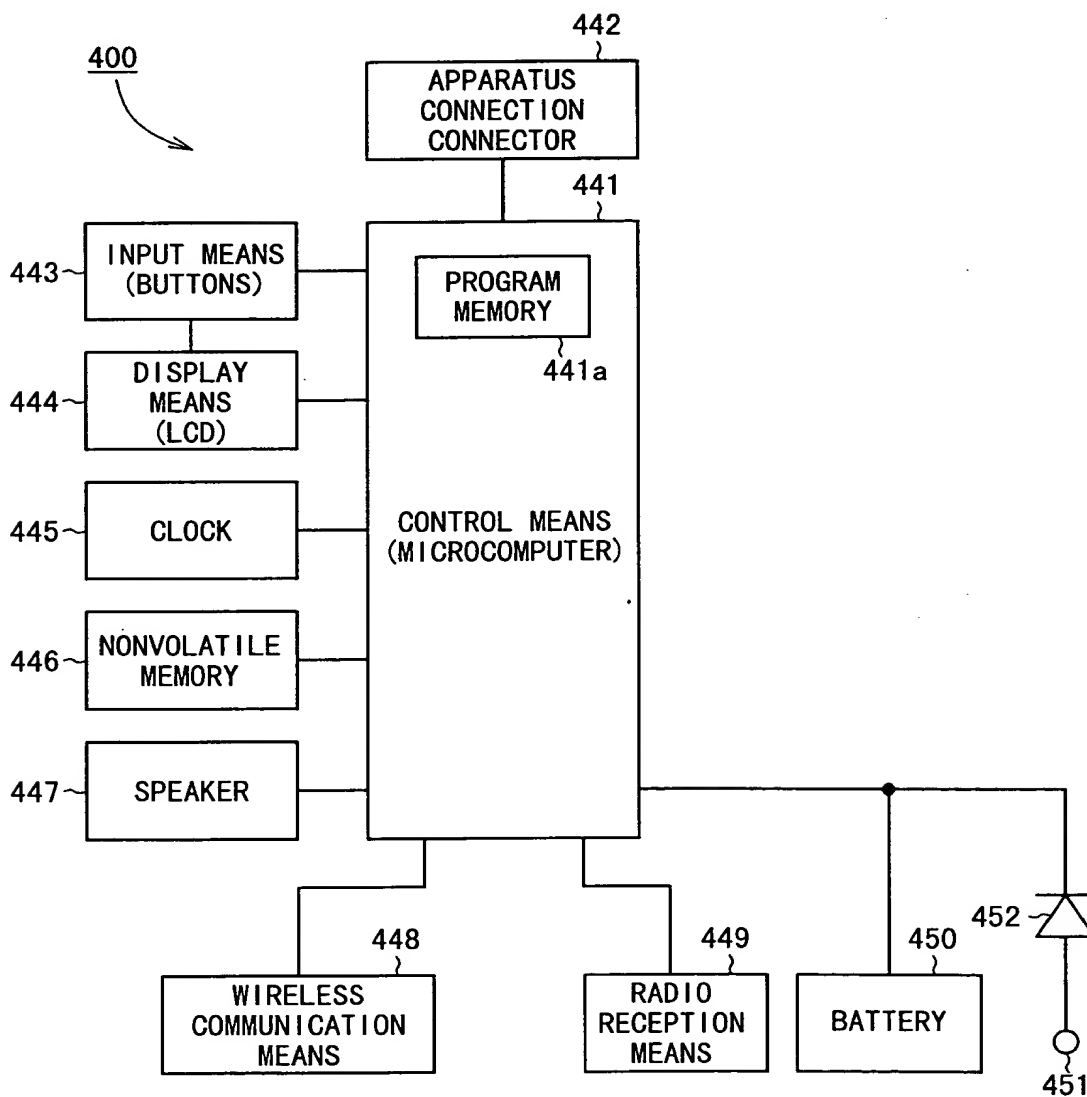 400
442
APPARATUS
CONNECTION
CONNECTOR
441
443
INPUT MEANS
(BUTTONS)
PROGRAM
MEMORY
441a
444
DISPLAY
MEANS
(LCD)
445
CLOCK
CONTROL MEANS
(MICROCOMPUTER)
446
NONVOLATILE
MEMORY
447
SPEAKER
448
WIRELESS
COMMUNICATION
MEANS
449
RADIO
RECEPTION
MEANS
450
BATTERY
452
451